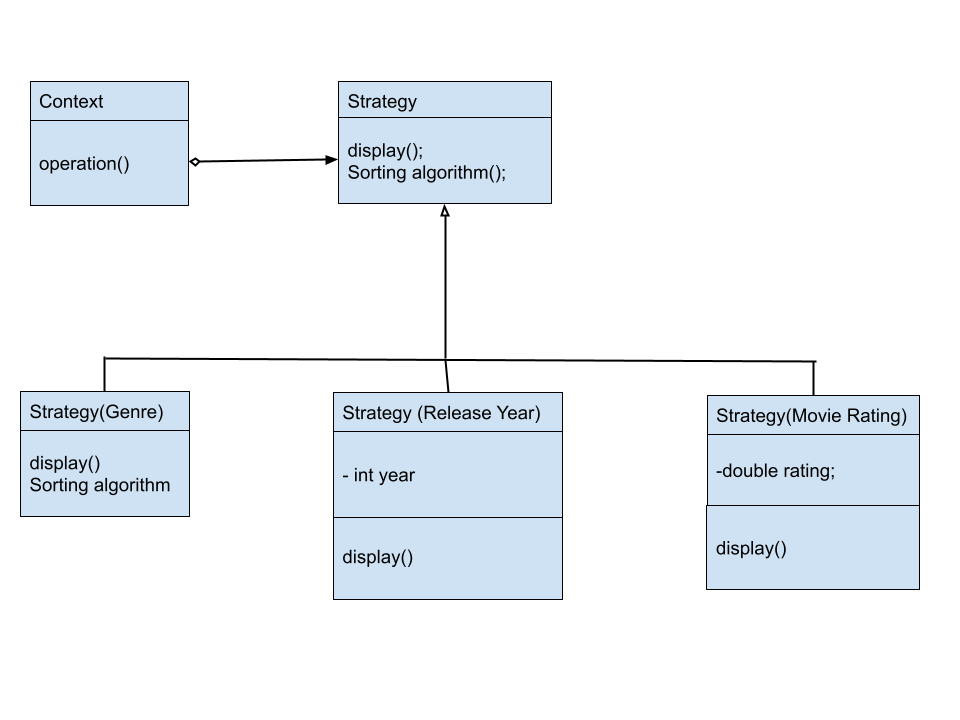 Context
operation()
Strategy
display();
Sorting algorithm();
Strategy(Genre)
display()
Sorting algorithm
Strategy (Release Year)
- int year
display()
Strategy(Movie Rating)
-double rating;
display()